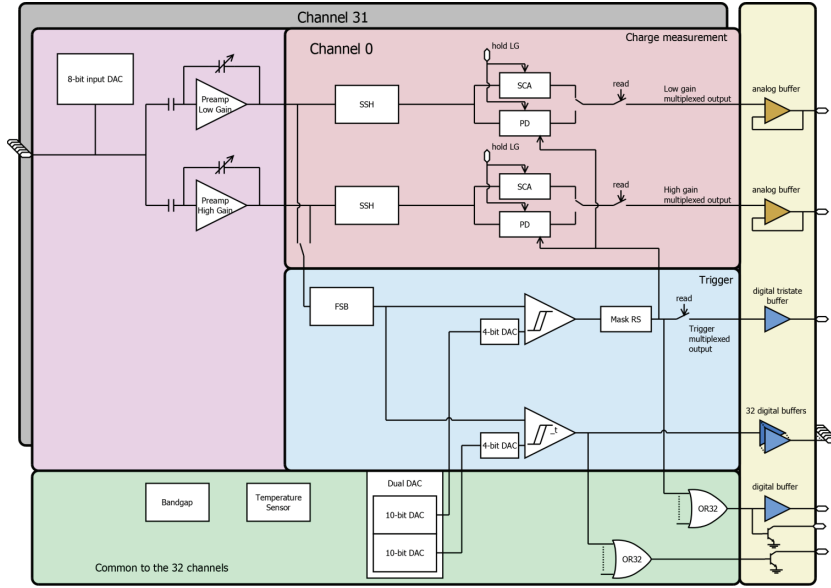 Channel 31
Channel 0
Charge measurement
8-bit input DAC
Preamp
Low Gain
SSH
hold LG
SCA
PD
read
Low gain
multiplexed output
analog buffer
Preamp
High Gain
SSH
hold LG
SCA
PD
read
High gain
multiplexed output
analog buffer
Trigger
FSB
4-bit DAC
Mask RS
read
Trigger
multiplexed
output
digital tristate
buffer
4-bit DAC
_t
32 digital buffers
Bandgap
Temperature
Sensor
Dual DAC
10-bit DAC
10-bit DAC
OR32
digital buffer
OR32
Common to the 32 channels